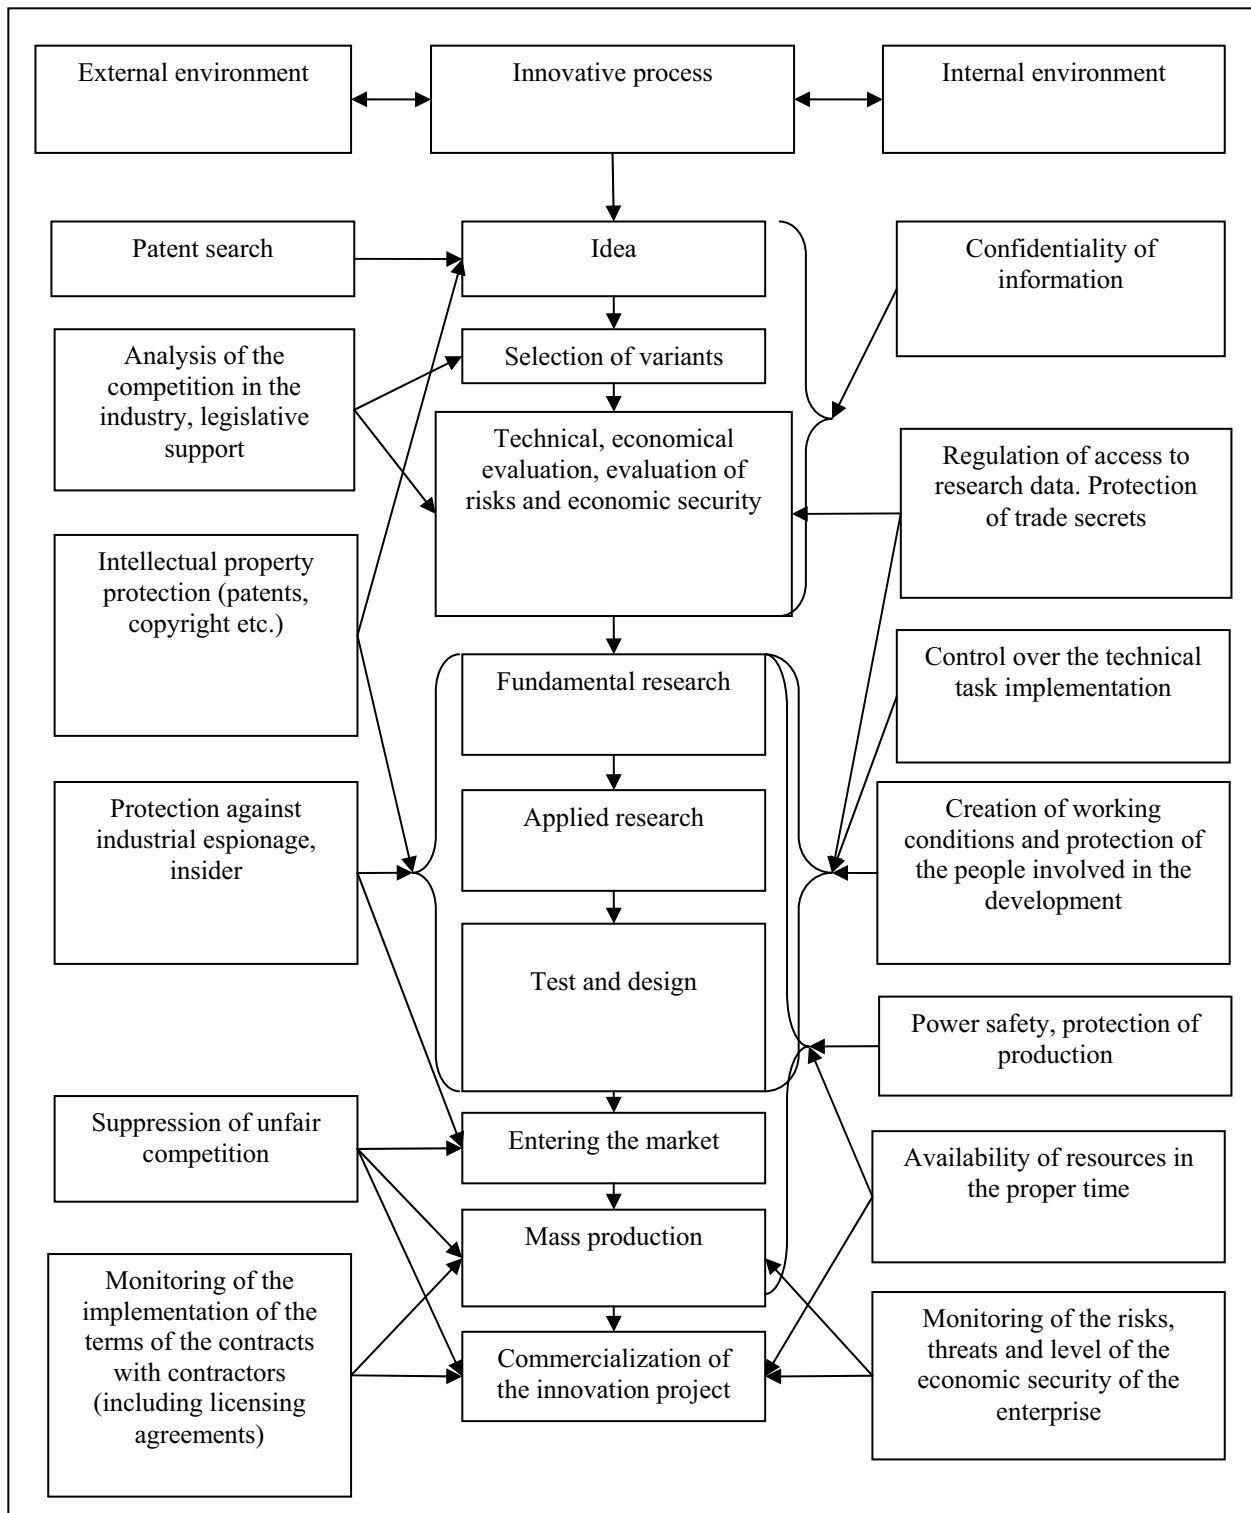 External environment
Innovative process
Internal environment
Patent search
Idea
Confidentiality of
information
Analysis of the
competition in the
industry, legislative
support
Selection of variants
Technical, economical
evaluation, evaluation of
risks and economic security
Regulation of access to
research data. Protection
of trade secrets
Intellectual property
protection (patents,
copyright etc.)
Fundamental research
Control over the technical
task implementation
Protection against
industrial espionage,
insider
Applied research
Creation of working
conditions and protection of
the people involved in the
development
Test and design
Power safety, protection of
production
Suppression of unfair
competition
Entering the market
Availability of resources in
the proper time
Mass production
Monitoring of the
implementation of the
terms of the contracts
with contractors
(including licensing
agreements)
Commercialization of
the innovation project
Monitoring of the risks,
threats and level of the
economic security of the
enterprise